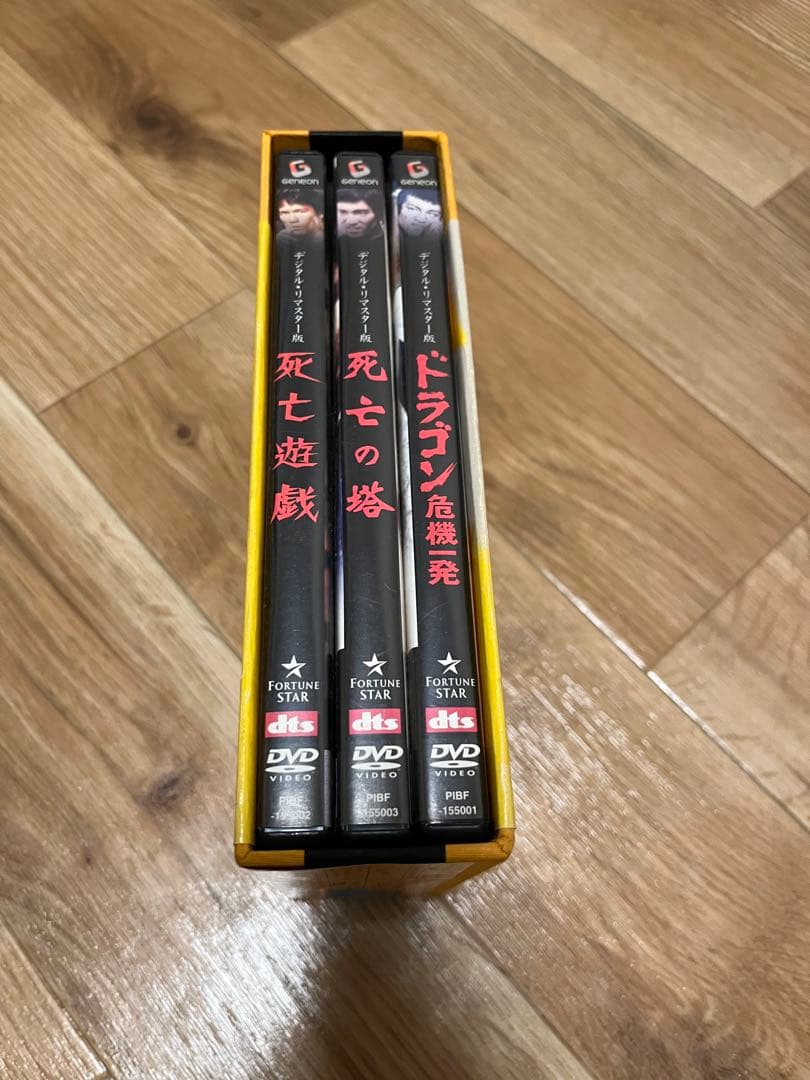 Geneon
デジタル・リマスター版
死亡遊戯
FORTUNE
STAR
dts
DVD
VIDEO
PIBF
-155002
Geneon
デジタル・リマスター版
死亡の塔
FORTUNE
STAR
dts
DVD
VIDEO
PIBF
-155003
Geneon
デジタル・リマスター版
ドラゴン危機一発
FORTUNE
STAR
dts
DVD
VIDEO
PIBF
-155001